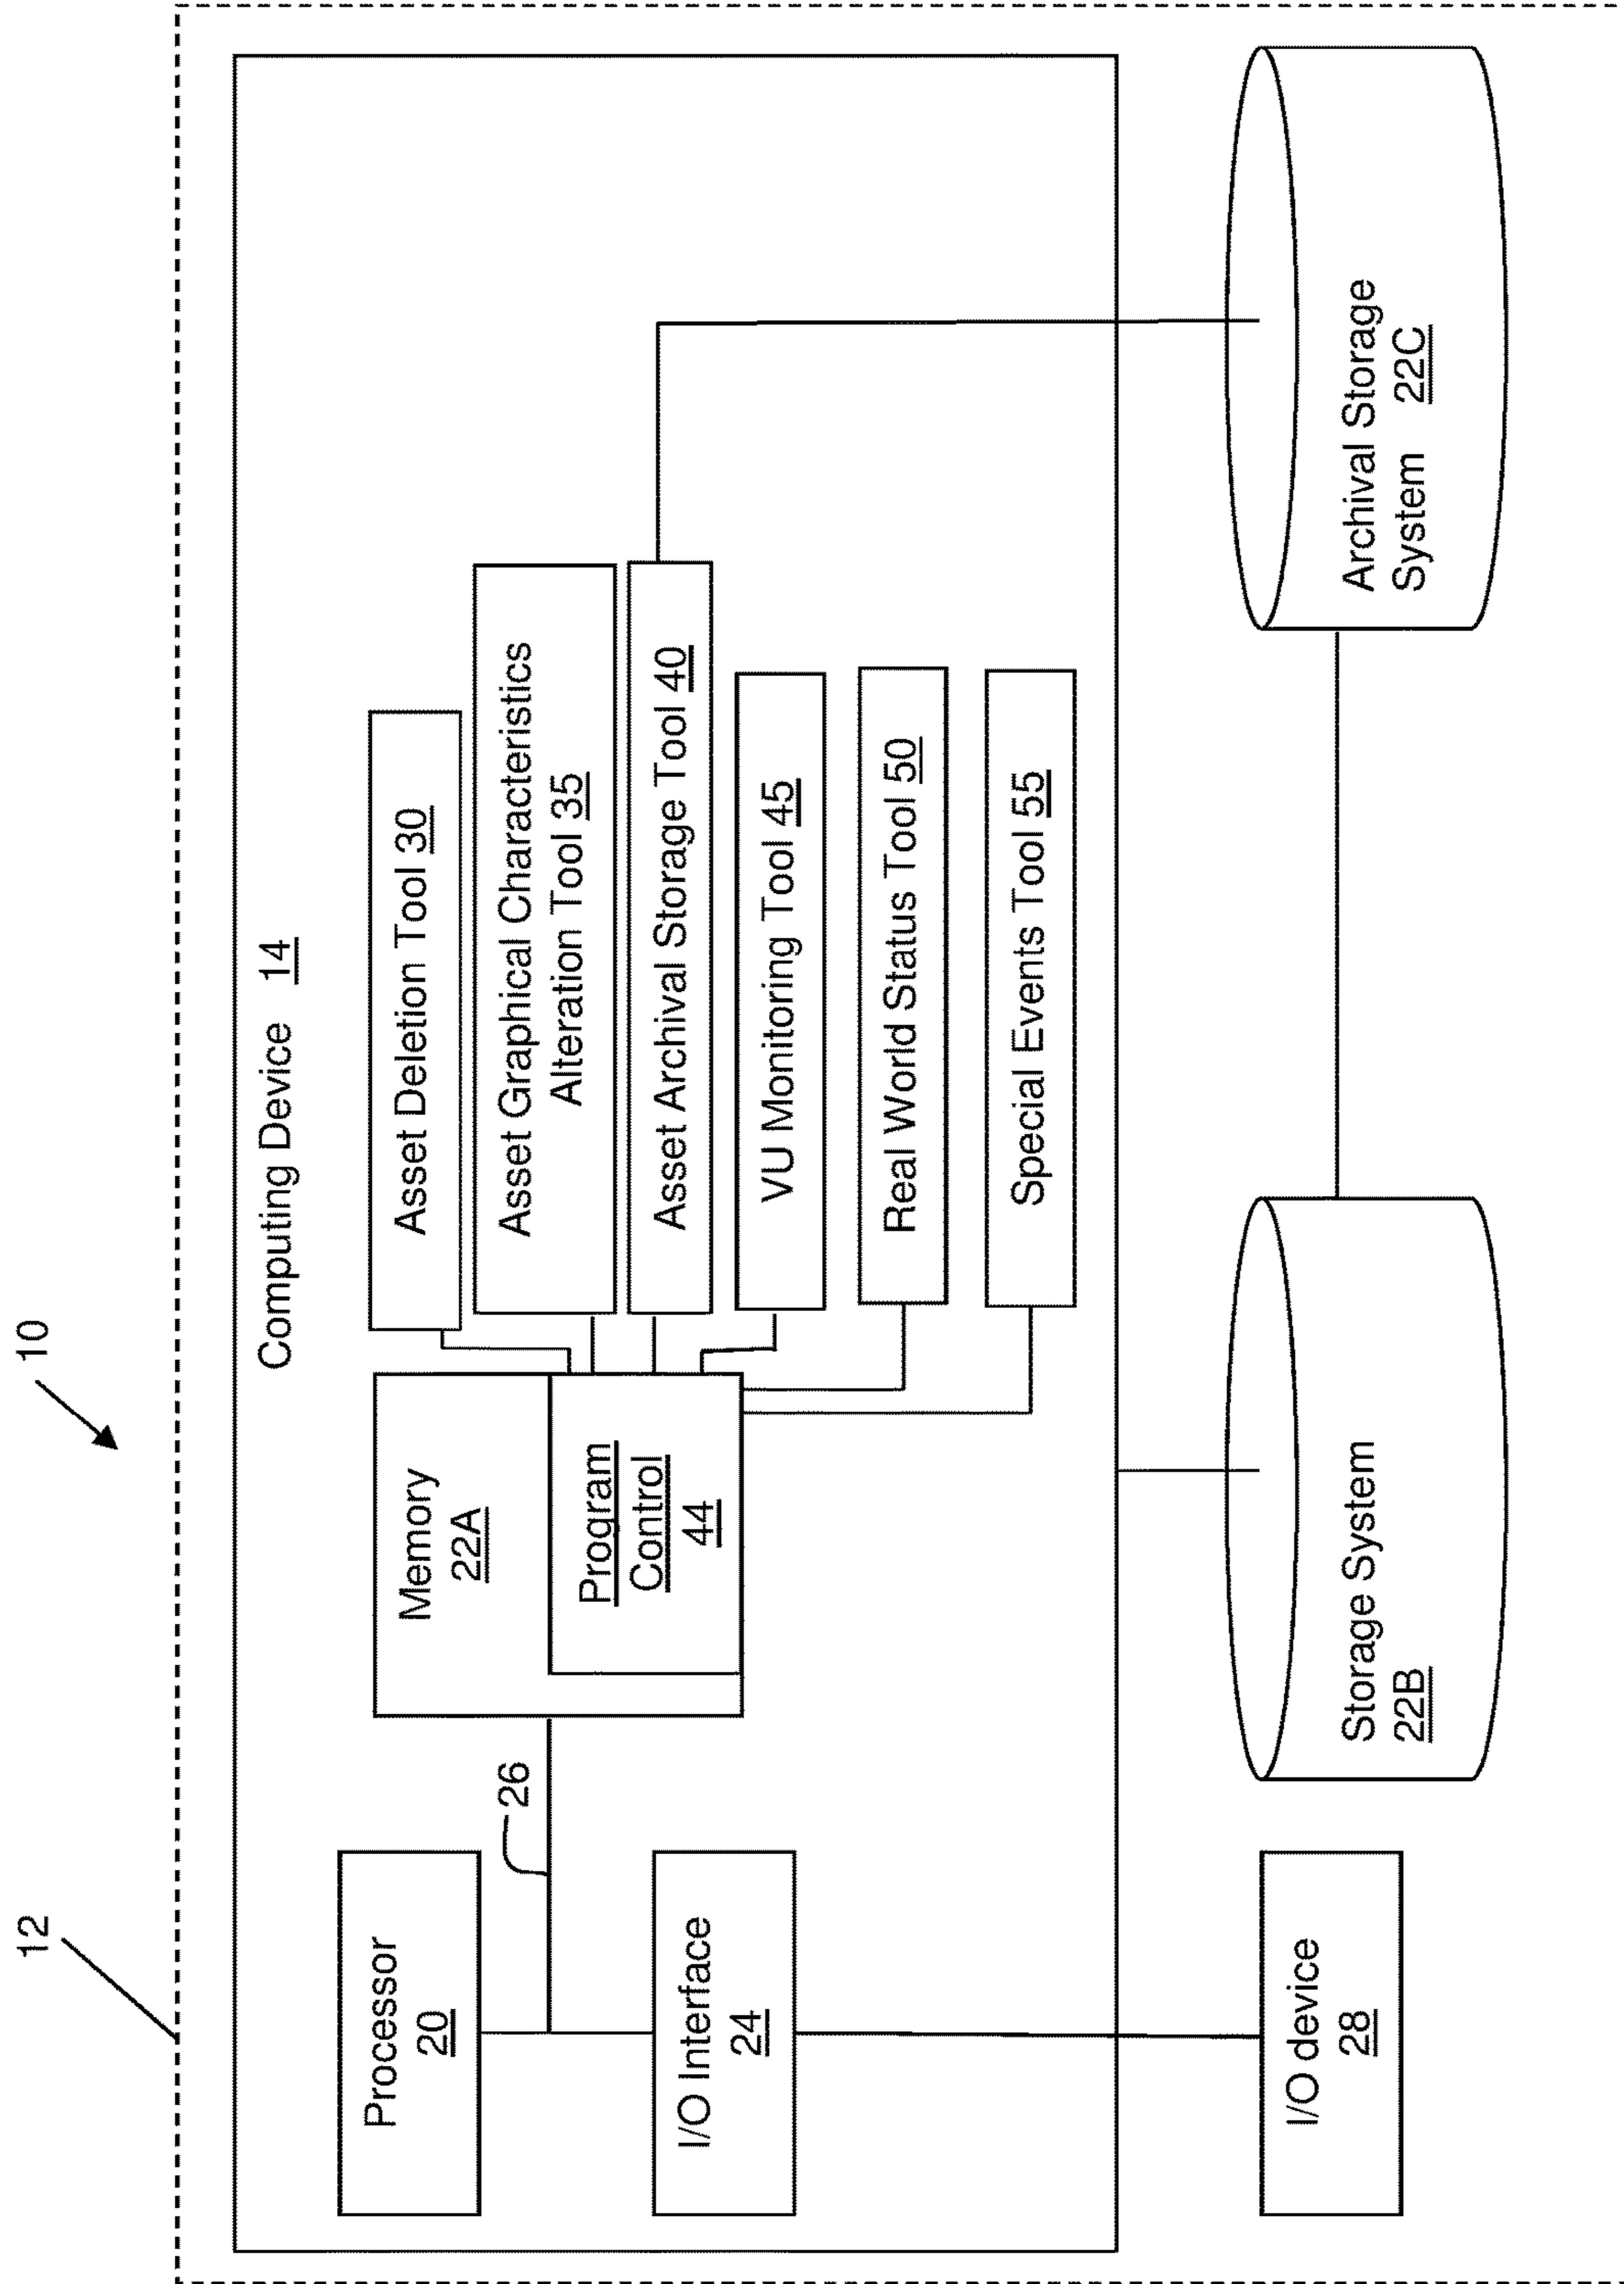 10
12
Computing Device 14
Processor
20
26
I/O Interface
24
Memory
22A
Program
Control
44
Asset Deletion Tool 30
Asset Graphical Characteristics
Alteration Tool 35
Asset Archival Storage Tool 40
VU Monitoring Tool 45
Real World Status Tool 50
Special Events Tool 55
I/O device
28
Storage System
22B
Archival Storage
System 22C